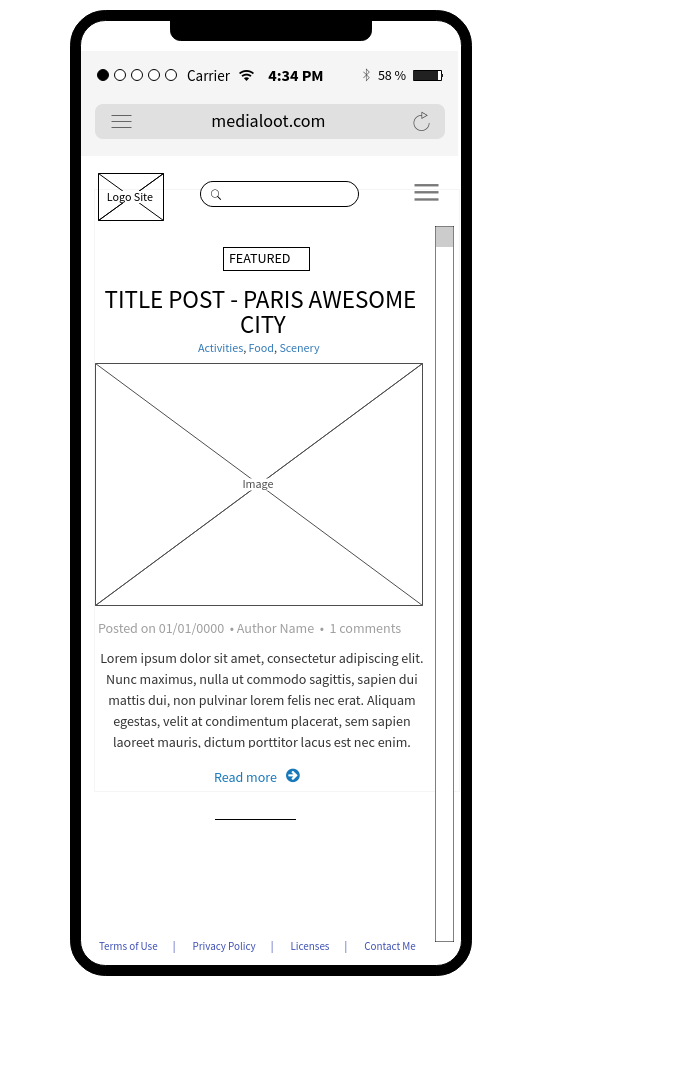 Carrier 4:34 PM 58 %
medialoot.com
Logo Site
FEATURED
TITLE POST - PARIS AWESOME
CITY
Activities, Food, Scenery
Image
Posted on 01/01/0000 • Author Name • 1 comments
Lorem ipsum dolor sit amet, consectetur adipiscing elit.
Nunc maximus, nulla ut commodo sagittis, sapien dui
mattis dui, non pulvinar lorem felis nec erat. Aliquam
egestas, velit at condimentum placerat, sem sapien
laoreet mauris, dictum porttitor lacus est nec enim.
Read more
Terms of Use | Privacy Policy | Licenses | Contact Me